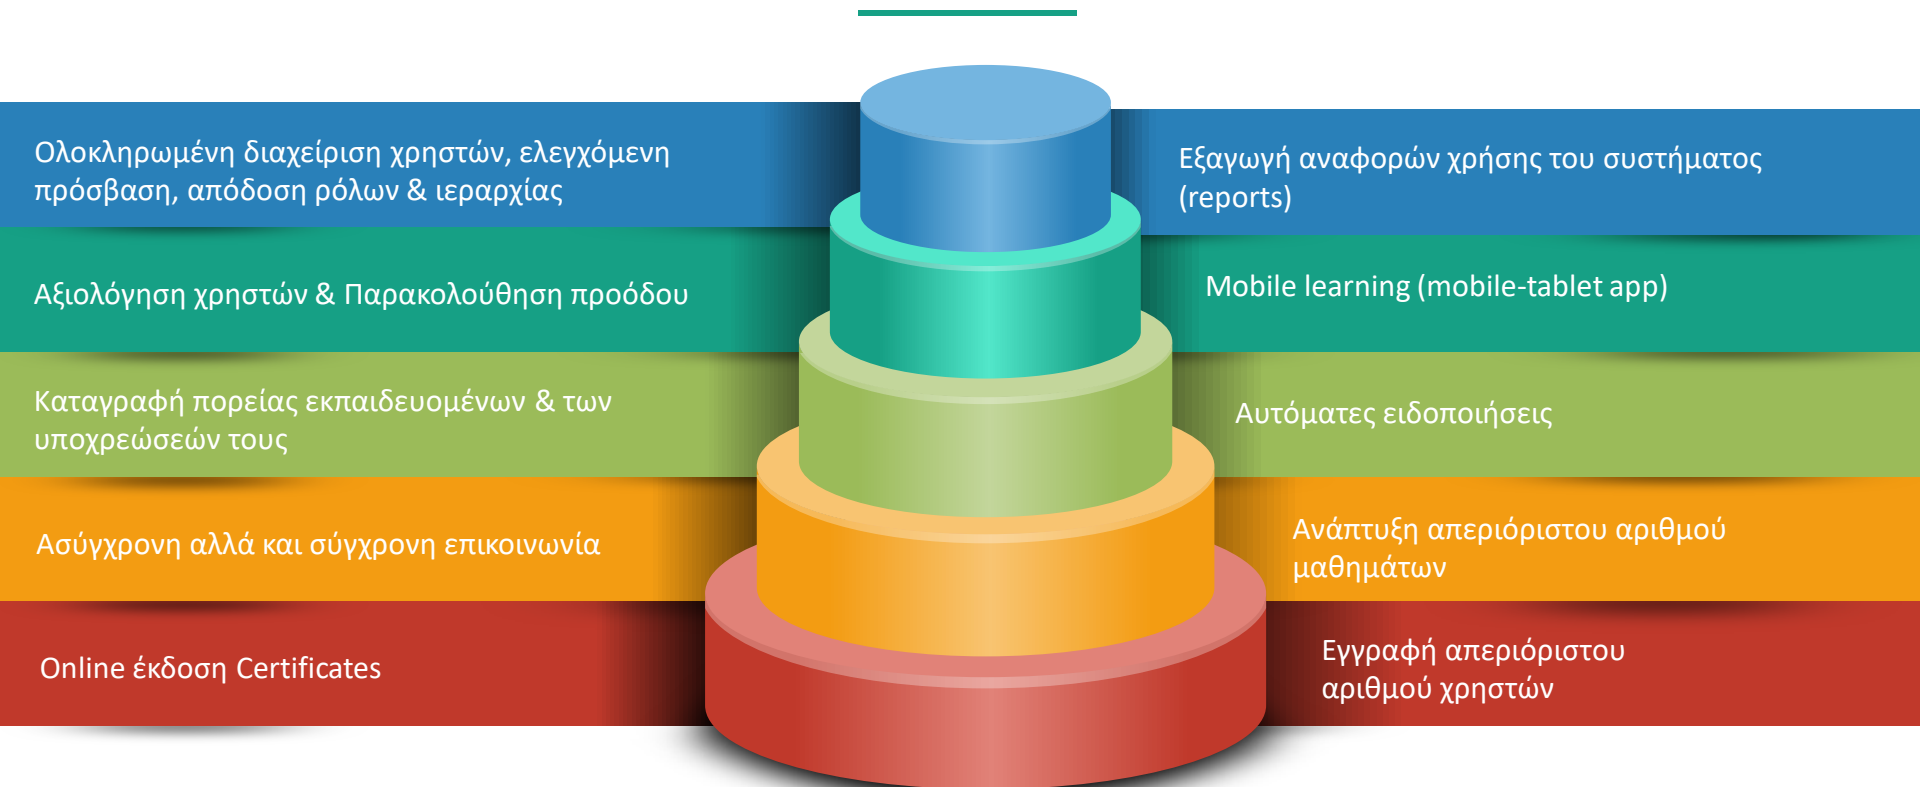 Ολοκληρωμένη διαχείριση χρηστών, ελεγχόμενη
πρόσβαση, απόδοση ρόλων & ιεραρχίας
Εξαγωγή αναφορών χρήσης του συστήματος
(reports)
Αξιολόγηση χρηστών & Παρακολούθηση προόδου
Mobile learning (mobile-tablet app)
Καταγραφή πορείας εκπαιδευομένων & των
υποχρεώσεών τους
Αυτόματες ειδοποιήσεις
Ασύγχρονη αλλά και σύγχρονη επικοινωνία
Ανάπτυξη απεριόριστου αριθμού
μαθημάτων
Online έκδοση Certificates
Εγγραφή απεριόριστου
αριθμού χρηστών